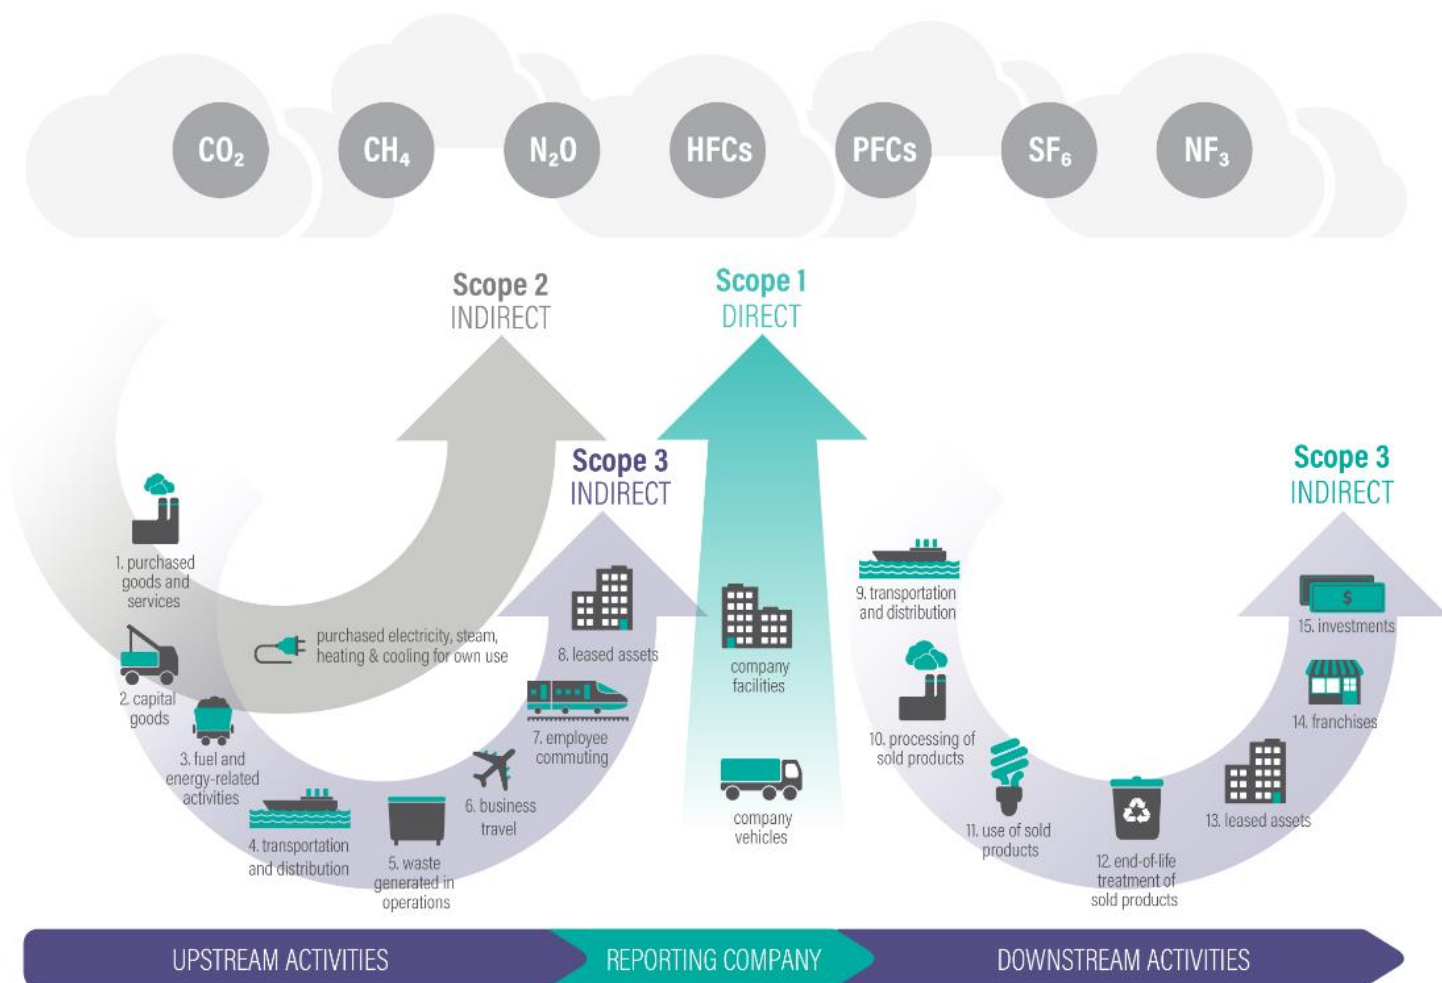 CO₂
CH₄
N₂O
HFCs
PFCs
SF₆
NF₃
Scope 2
INDIRECT
Scope 1
DIRECT
Scope 3
INDIRECT
Scope 3
INDIRECT
1. purchased
goods and
services
2. capital
goods
3. fuel and
energy-related
activities
purchased electricity, steam,
heating & cooling for own use
4. transportation
and distribution
5. waste
generated in
operations
6. business
travel
7. employee
commuting
8. leased assets
company
facilities
company
vehicles
9. transportation
and distribution
10. processing of
sold products
11. use of sold
products
12. end-of-life
treatment of
sold products
13. leased assets
14. franchises
$
15. investments
UPSTREAM ACTIVITIES
REPORTING COMPANY
DOWNSTREAM ACTIVITIES